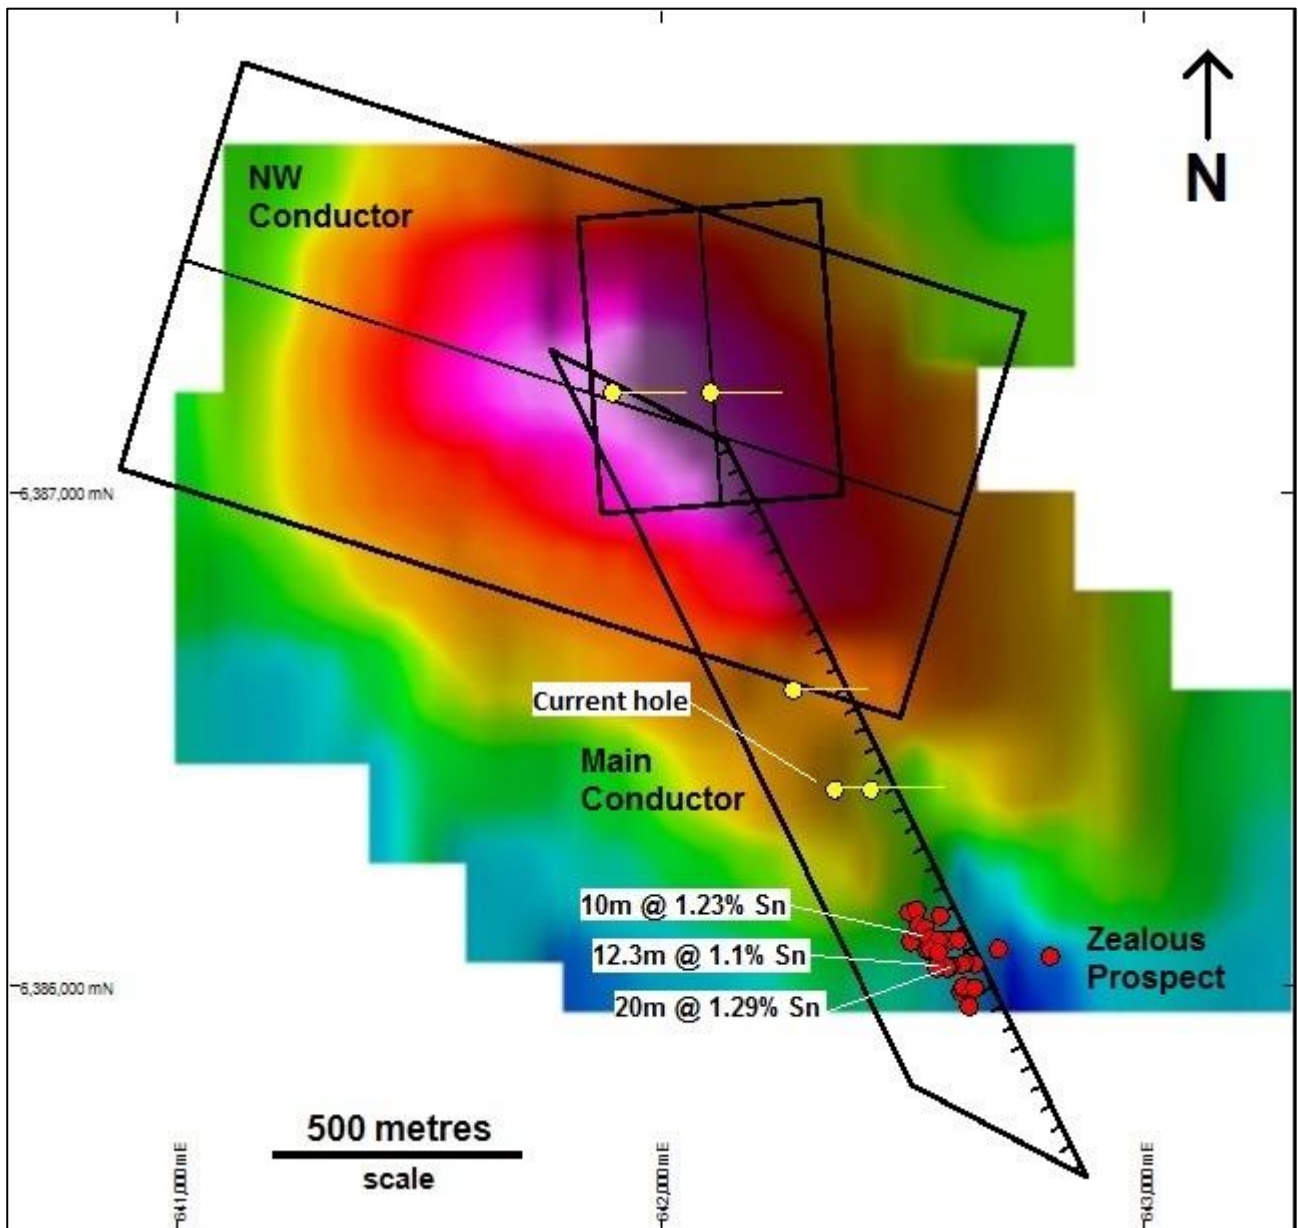 N
NW
Conductor
6,387,000 mN
Current hole
Main
Conductor
10m @ 1.23% Sn
12.3m @ 1.1% Sn
20m @ 1.29% Sn
Zealous
Prospect
6,386,000 mN
500 metres
scale
641,000 mE
642,000 mE
643,000 mE